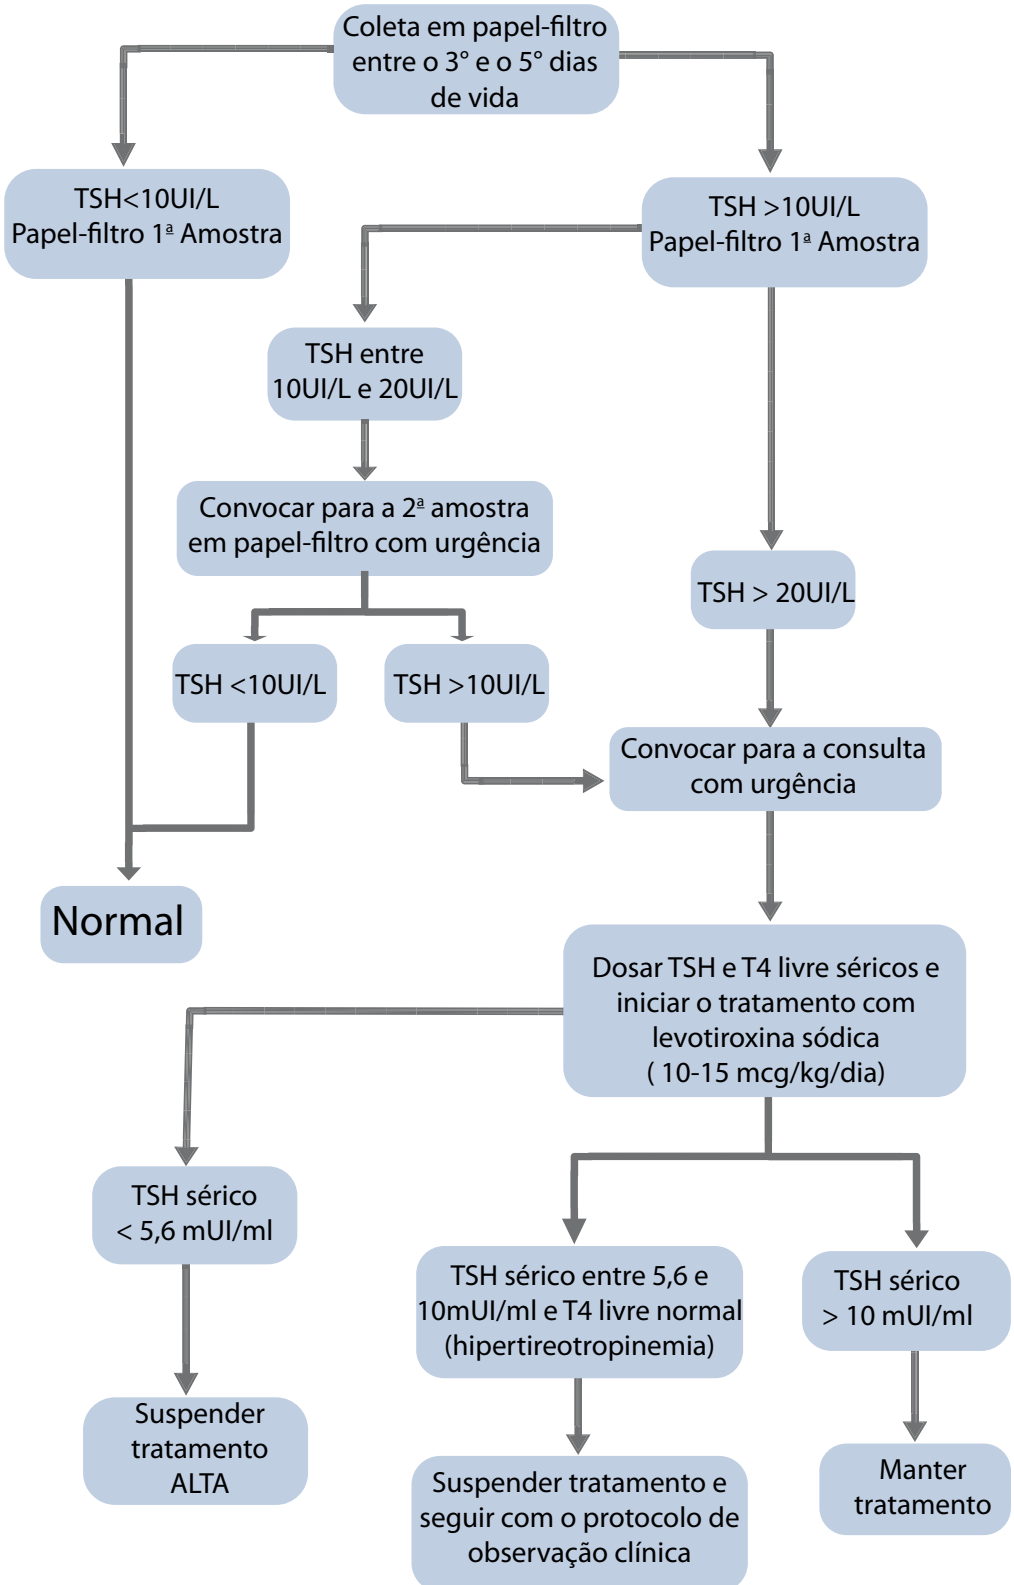 Coleta em papel-filtro
entre o 3° e o 5° dias
de vida
TSH<10UI/L
Papel-filtro 1ª Amostra
TSH >10UI/L
Papel-filtro 1ª Amostra
TSH entre
10UI/L e 20UI/L
Convocar para a 2ª amostra
em papel-filtro com urgência
TSH > 20UI/L
TSH <10UI/L
TSH >10UI/L
Convocar para a consulta
com urgência
Normal
Dosar TSH e T4 livre séricos e
iniciar o tratamento com
levotiroxina sódica
( 10-15 mcg/kg/dia)
TSH sérico
< 5,6 mUI/ml
TSH sérico entre 5,6 e
10mUI/ml e T4 livre normal
(hipertireotropinemia)
TSH sérico
> 10 mUI/ml
Suspender
tratamento
ALTA
Suspender tratamento e
seguir com o protocolo de
observação clínica
Manter
tratamento